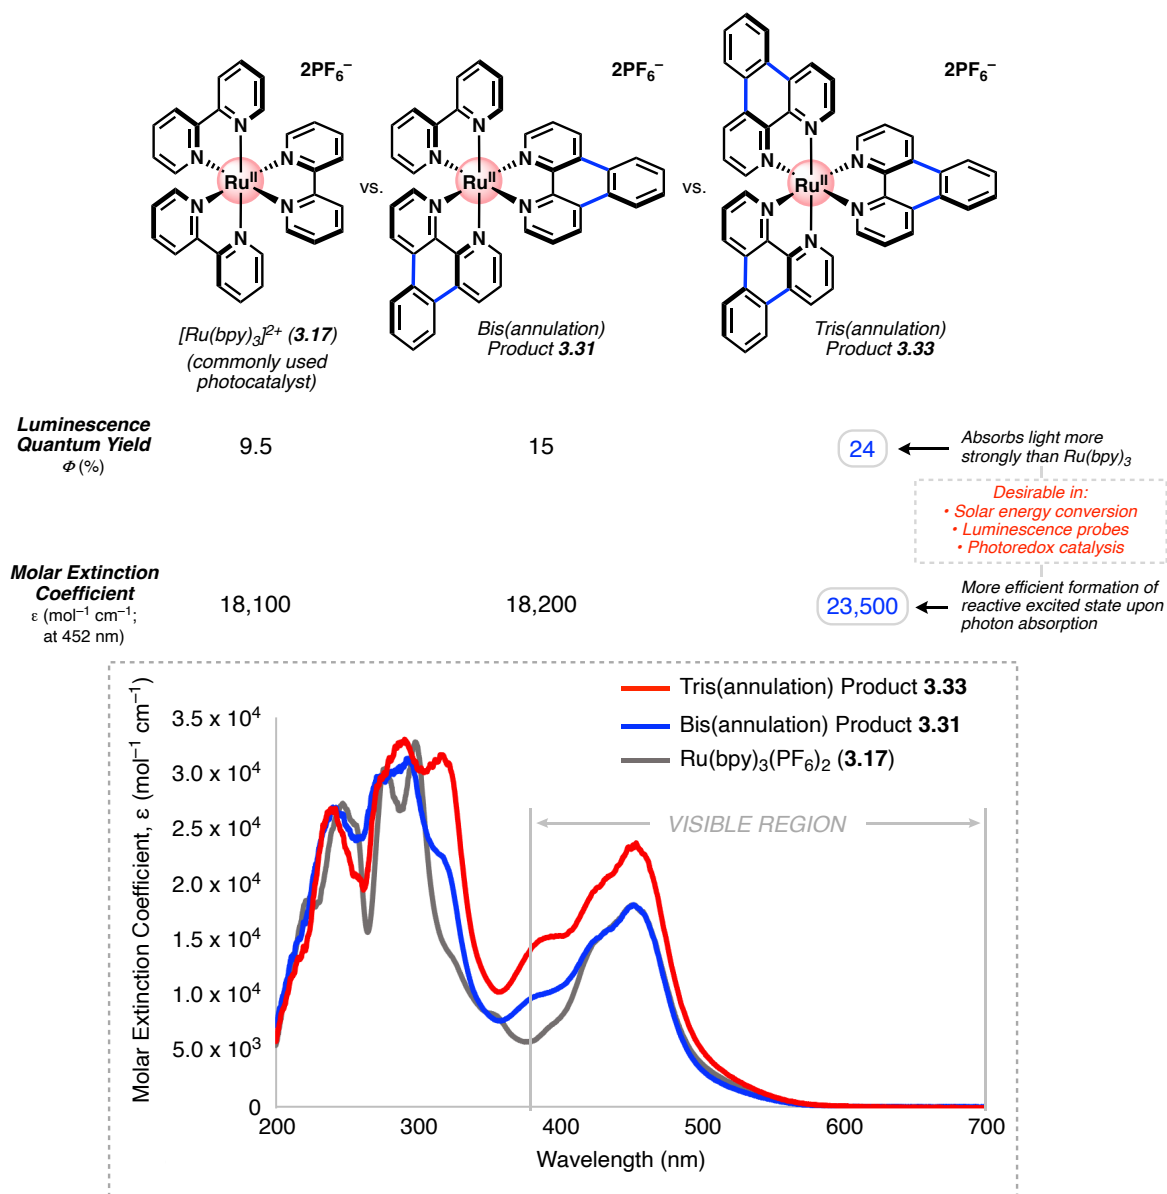 2PF₆⁻
2PF₆⁻
2PF₆⁻
N
N
N
N
N
N
Ruᴵᴵ
vs.
N
N
N
N
N
N
Ruᴵᴵ
vs.
N
N
N
N
N
N
Ruᴵᴵ
[Ru(bpy)₃]²⁺ (3.17)
(commonly used
photocatalyst)
Bis(annulation)
Product 3.31
Tris(annulation)
Product 3.33
Luminescence
Quantum Yield
Φ (%)
9.5
15
24
Absorbs light more
strongly than Ru(bpy)₃
Desirable in:
• Solar energy conversion
• Luminescence probes
• Photoredox catalysis
Molar Extinction
Coefficient
ε (mol⁻¹ cm⁻¹;
at 452 nm)
18,100
18,200
23,500
More efficient formation of
reactive excited state upon
photon absorption
Molar Extinction Coefficient, ε (mol⁻¹ cm⁻¹)
3.5 x 10⁴
3.0 x 10⁴
2.5 x 10⁴
2.0 x 10⁴
1.5 x 10⁴
1.0 x 10⁴
5.0 x 10³
0
Tris(annulation) Product 3.33
Bis(annulation) Product 3.31
Ru(bpy)₃(PF₆)₂ (3.17)
VISIBLE REGION
200
300
400
500
600
700
Wavelength (nm)